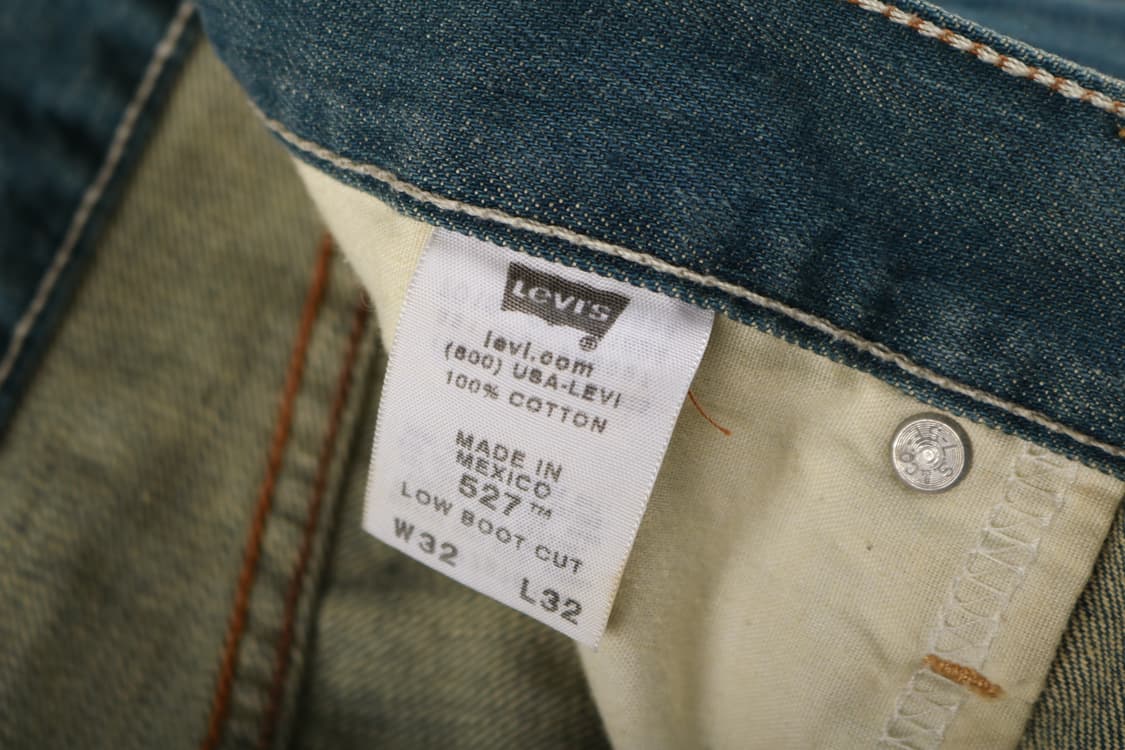 Levi's
®
levi.com
(800) USA-LEVI
100% COTTON
MADE IN
MEXICO
527™
LOW BOOT CUT
W32
L32